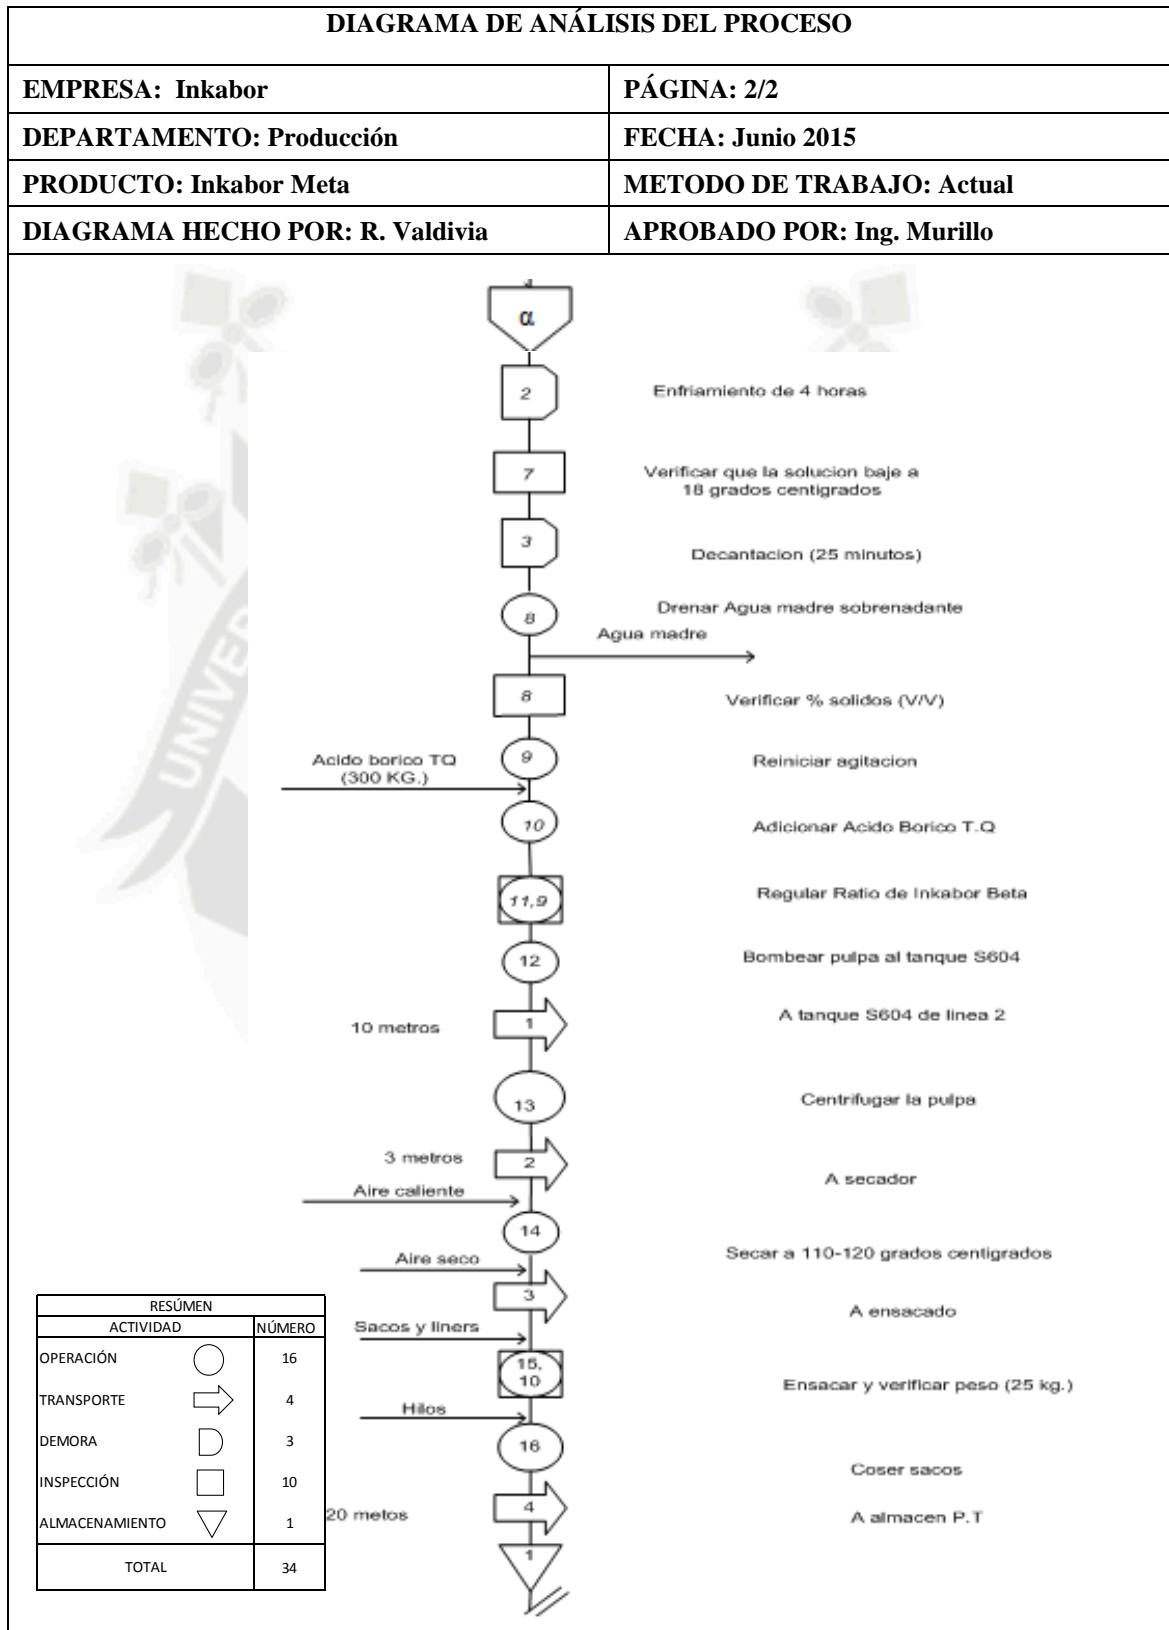 DIAGRAMA DE ANÁLISIS DEL PROCESO
EMPRESA: Inkabor
PÁGINA: 2/2
DEPARTAMENTO: Producción
FECHA: Junio 2015
PRODUCTO: Inkabor Meta
METODO DE TRABAJO: Actual
DIAGRAMA HECHO POR: R. Valdivia
APROBADO POR: Ing. Murillo
α
2
Enfriamiento de 4 horas
7
Verificar que la solucion baje a
18 grados centigrados
3
Decantacion (25 minutos)
8
Drenar Agua madre sobrenadante
Agua madre
8
Verificar % solidos (V/V)
Acido borico TQ
(300 KG.)
9
Reiniciar agitacion
10
Adicionar Acido Borico T.Q
11,9
Regular Ratio de Inkabor Beta
12
Bombear pulpa al tanque S604
10 metros
1
A tanque S604 de linea 2
13
Centrifugar la pulpa
3 metros
2
A secador
Aire caliente
14
Secar a 110-120 grados centigrados
Aire seco
3
A ensacado
Sacos y liners
15,
10
Ensacar y verificar peso (25 kg.)
Hilos
16
Coser sacos
20 metos
4
A almacen P.T
1
RESÚMEN
ACTIVIDAD NÚMERO
OPERACIÓN 16
TRANSPORTE 4
DEMORA 3
INSPECCIÓN 10
ALMACENAMIENTO 1
TOTAL 34
UNIVER